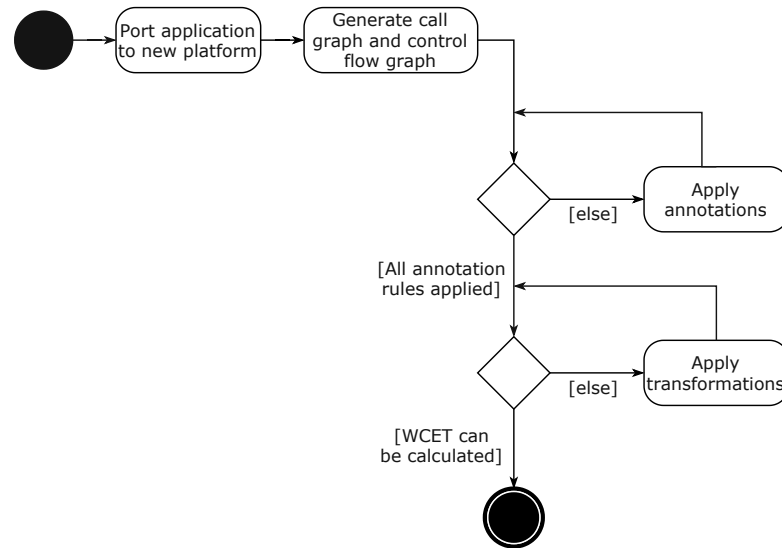 Port application
to new platform
Generate call
graph and control
flow graph
Apply
annotations
[else]
[All annotation
rules applied]
Apply
transformations
[else]
[WCET can
be calculated]